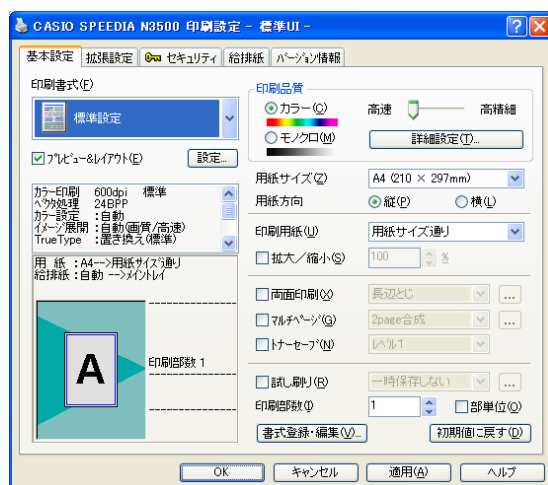 CASIO SPEEDIA N3500 印刷設定 - 標準UI -
基本設定 拡張設定 セキュリティ 給排紙 バージョン情報
印刷書式(F)
標準設定
プレビュー&レイアウト(E) 設定...
カラー印刷 600dpi 標準
ベクタ処理 24BPP
カラー設定 :自動
イメージ展開 :自動(画質/高速)
TrueType :置き換え(標準)
用 紙 :A4-->用紙サイズ通り
給排紙 :自動 -->メイントレイ
A
印刷部数 1
印刷品質
カラー(C) 高速 高精細
モノクロ(M) 詳細設定(T)...
用紙サイズ(Z) A4 (210 × 297mm)
用紙方向 縦(P) 横(L)
印刷用紙(U) 用紙サイズ通り
拡大/縮小(S) 100 %
両面印刷(X) 長辺とじ ...
マルチページ(G) 2page合成 ...
トナーセーブ(N) レベル1
試し刷り(R) 一時保存しない ...
印刷部数(I) 1 部単位(O)
書式登録・編集(V)... 初期値に戻す(D)
OK キャンセル 適用(A) ヘルプ